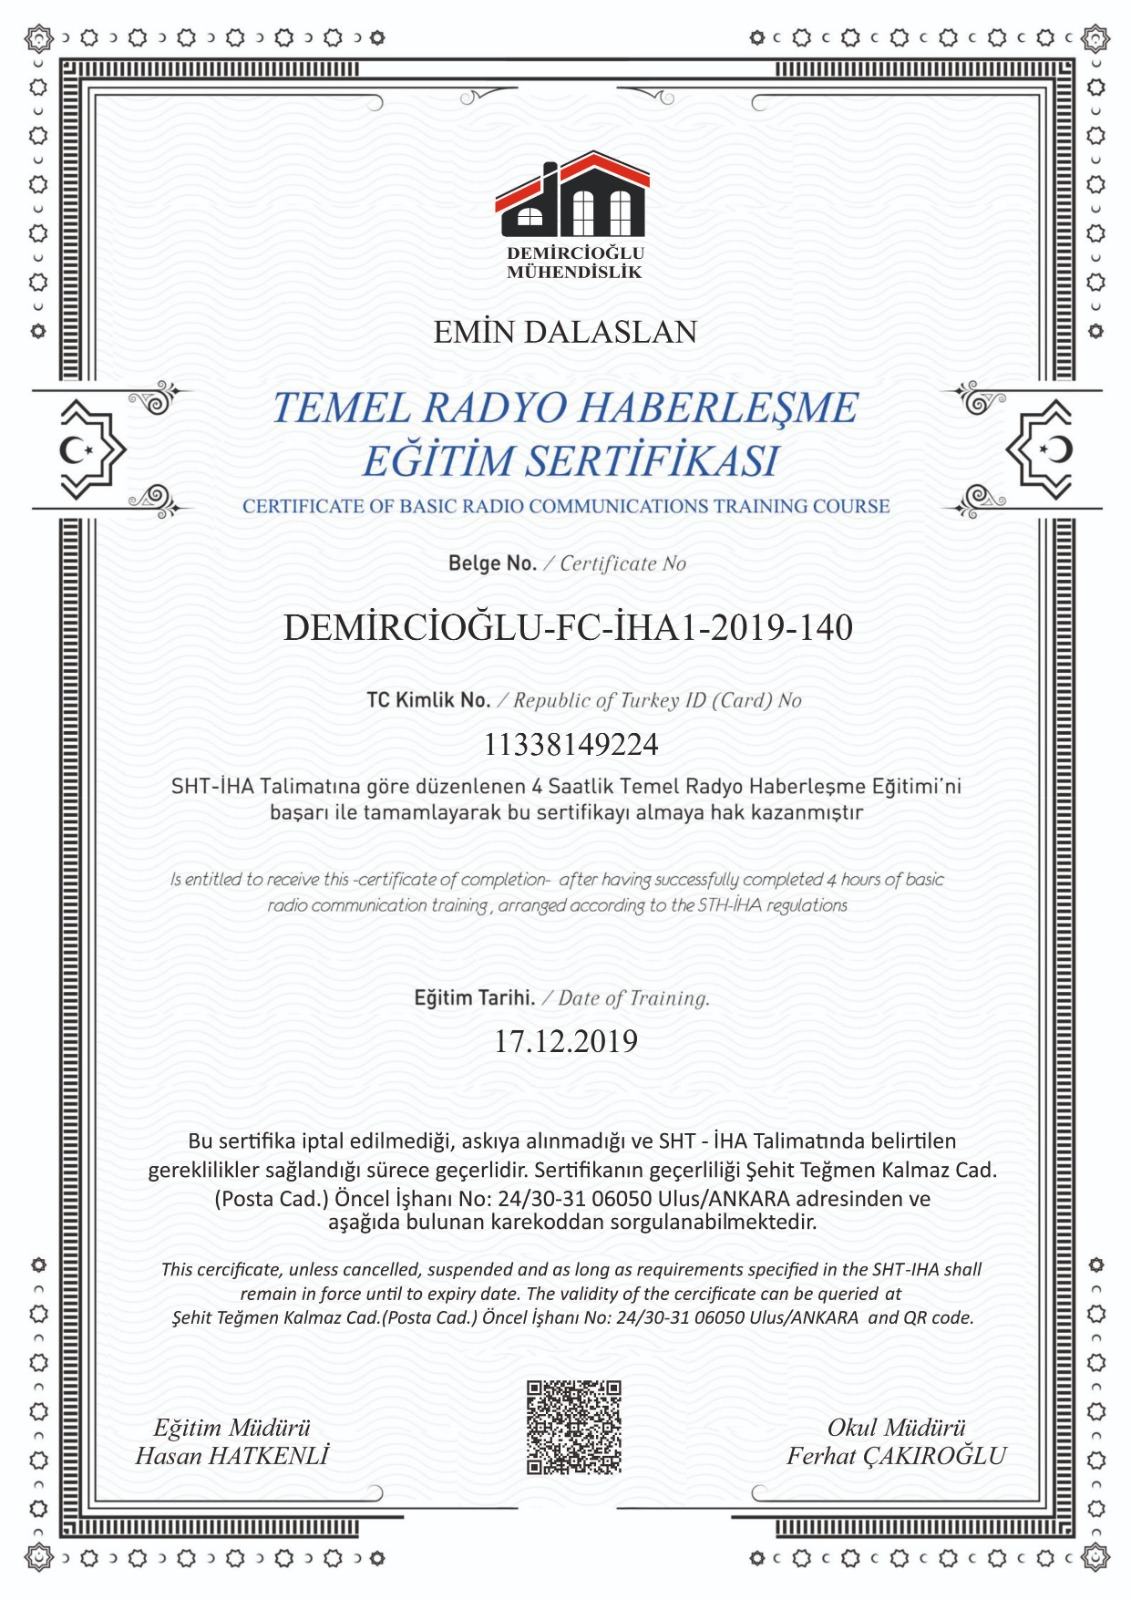 DEMİRCİOĞLU
MÜHENDİSLİK
EMİN DALASLAN
TEMEL RADYO HABERLEŞME
EĞİTİM SERTİFİKASI
CERTIFICATE OF BASIC RADIO COMMUNICATIONS TRAINING COURSE
Belge No. / Certificate No
DEMİRCİOĞLU-FC-İHA1-2019-140
TC Kimlik No. / Republic of Turkey ID (Card) No
11338149224
SHT-İHA Talimatına göre düzenlenen 4 Saatlik Temel Radyo Haberleşme Eğitimi'ni
başarı ile tamamlayarak bu sertifikayı almaya hak kazanmıştır
Is entitled to receive this -certificate of completion- after having successfully completed 4 hours of basic
radio communication training , arranged according to the STH-İHA regulations
Eğitim Tarihi. / Date of Training.
17.12.2019
Bu sertifika iptal edilmediği, askıya alınmadığı ve SHT - İHA Talimatında belirtilen
gereklilikler sağlandığı sürece geçerlidir. Sertifikanın geçerliliği Şehit Teğmen Kalmaz Cad.
(Posta Cad.) Öncel İşhanı No: 24/30-31 06050 Ulus/ANKARA adresinden ve
aşağıda bulunan karekoddan sorgulanabilmektedir.
This cercificate, unless cancelled, suspended and as long as requirements specified in the SHT-IHA shall
remain in force until to expiry date. The validity of the cercificate can be queried at
Şehit Teğmen Kalmaz Cad.(Posta Cad.) Öncel İşhanı No: 24/30-31 06050 Ulus/ANKARA and QR code.
Eğitim Müdürü
Hasan HATKENLİ
Okul Müdürü
Ferhat ÇAKIROĞLU